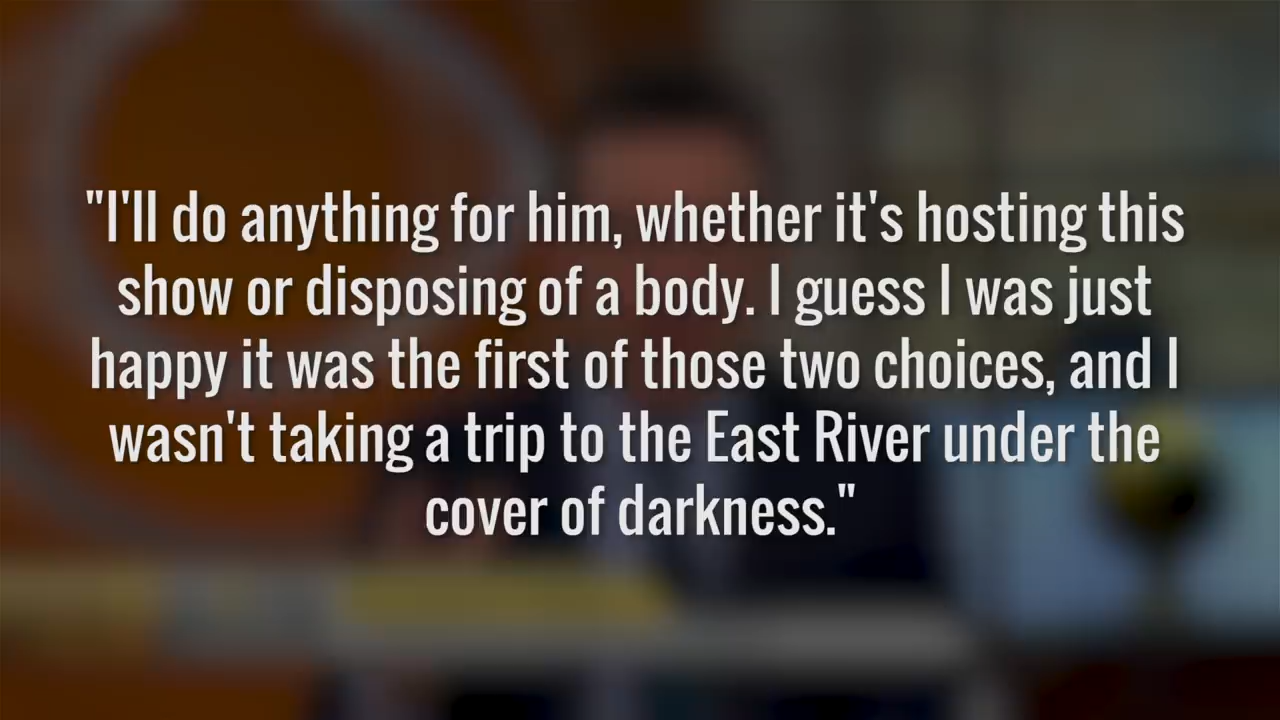 "I'll do anything for him, whether it's hosting this
show or disposing of a body. I guess I was just
happy it was the first of those two choices, and I
wasn't taking a trip to the East River under the
cover of darkness."